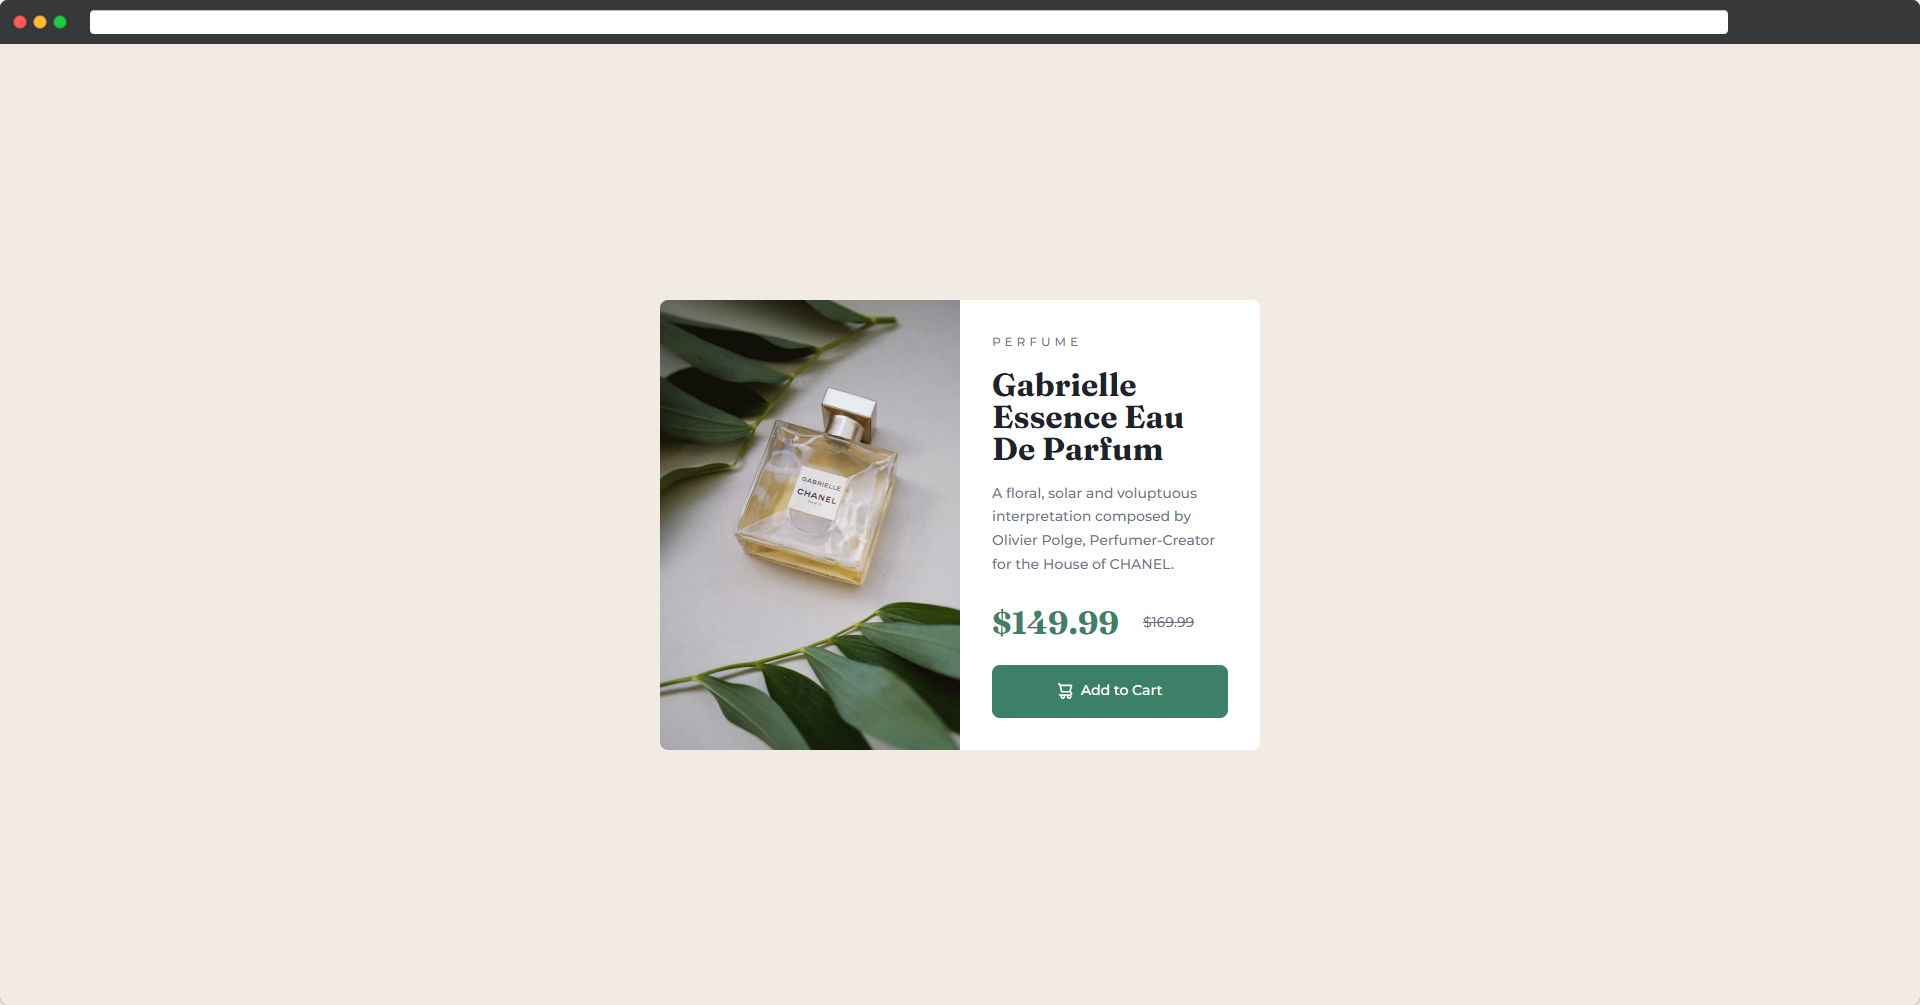 GABRIELLE
CHANEL
PARIS
PERFUME
Gabrielle
Essence Eau
De Parfum
A floral, solar and voluptuous
interpretation composed by
Olivier Polge, Perfumer-Creator
for the House of CHANEL.
$149.99 $169.99
Add to Cart